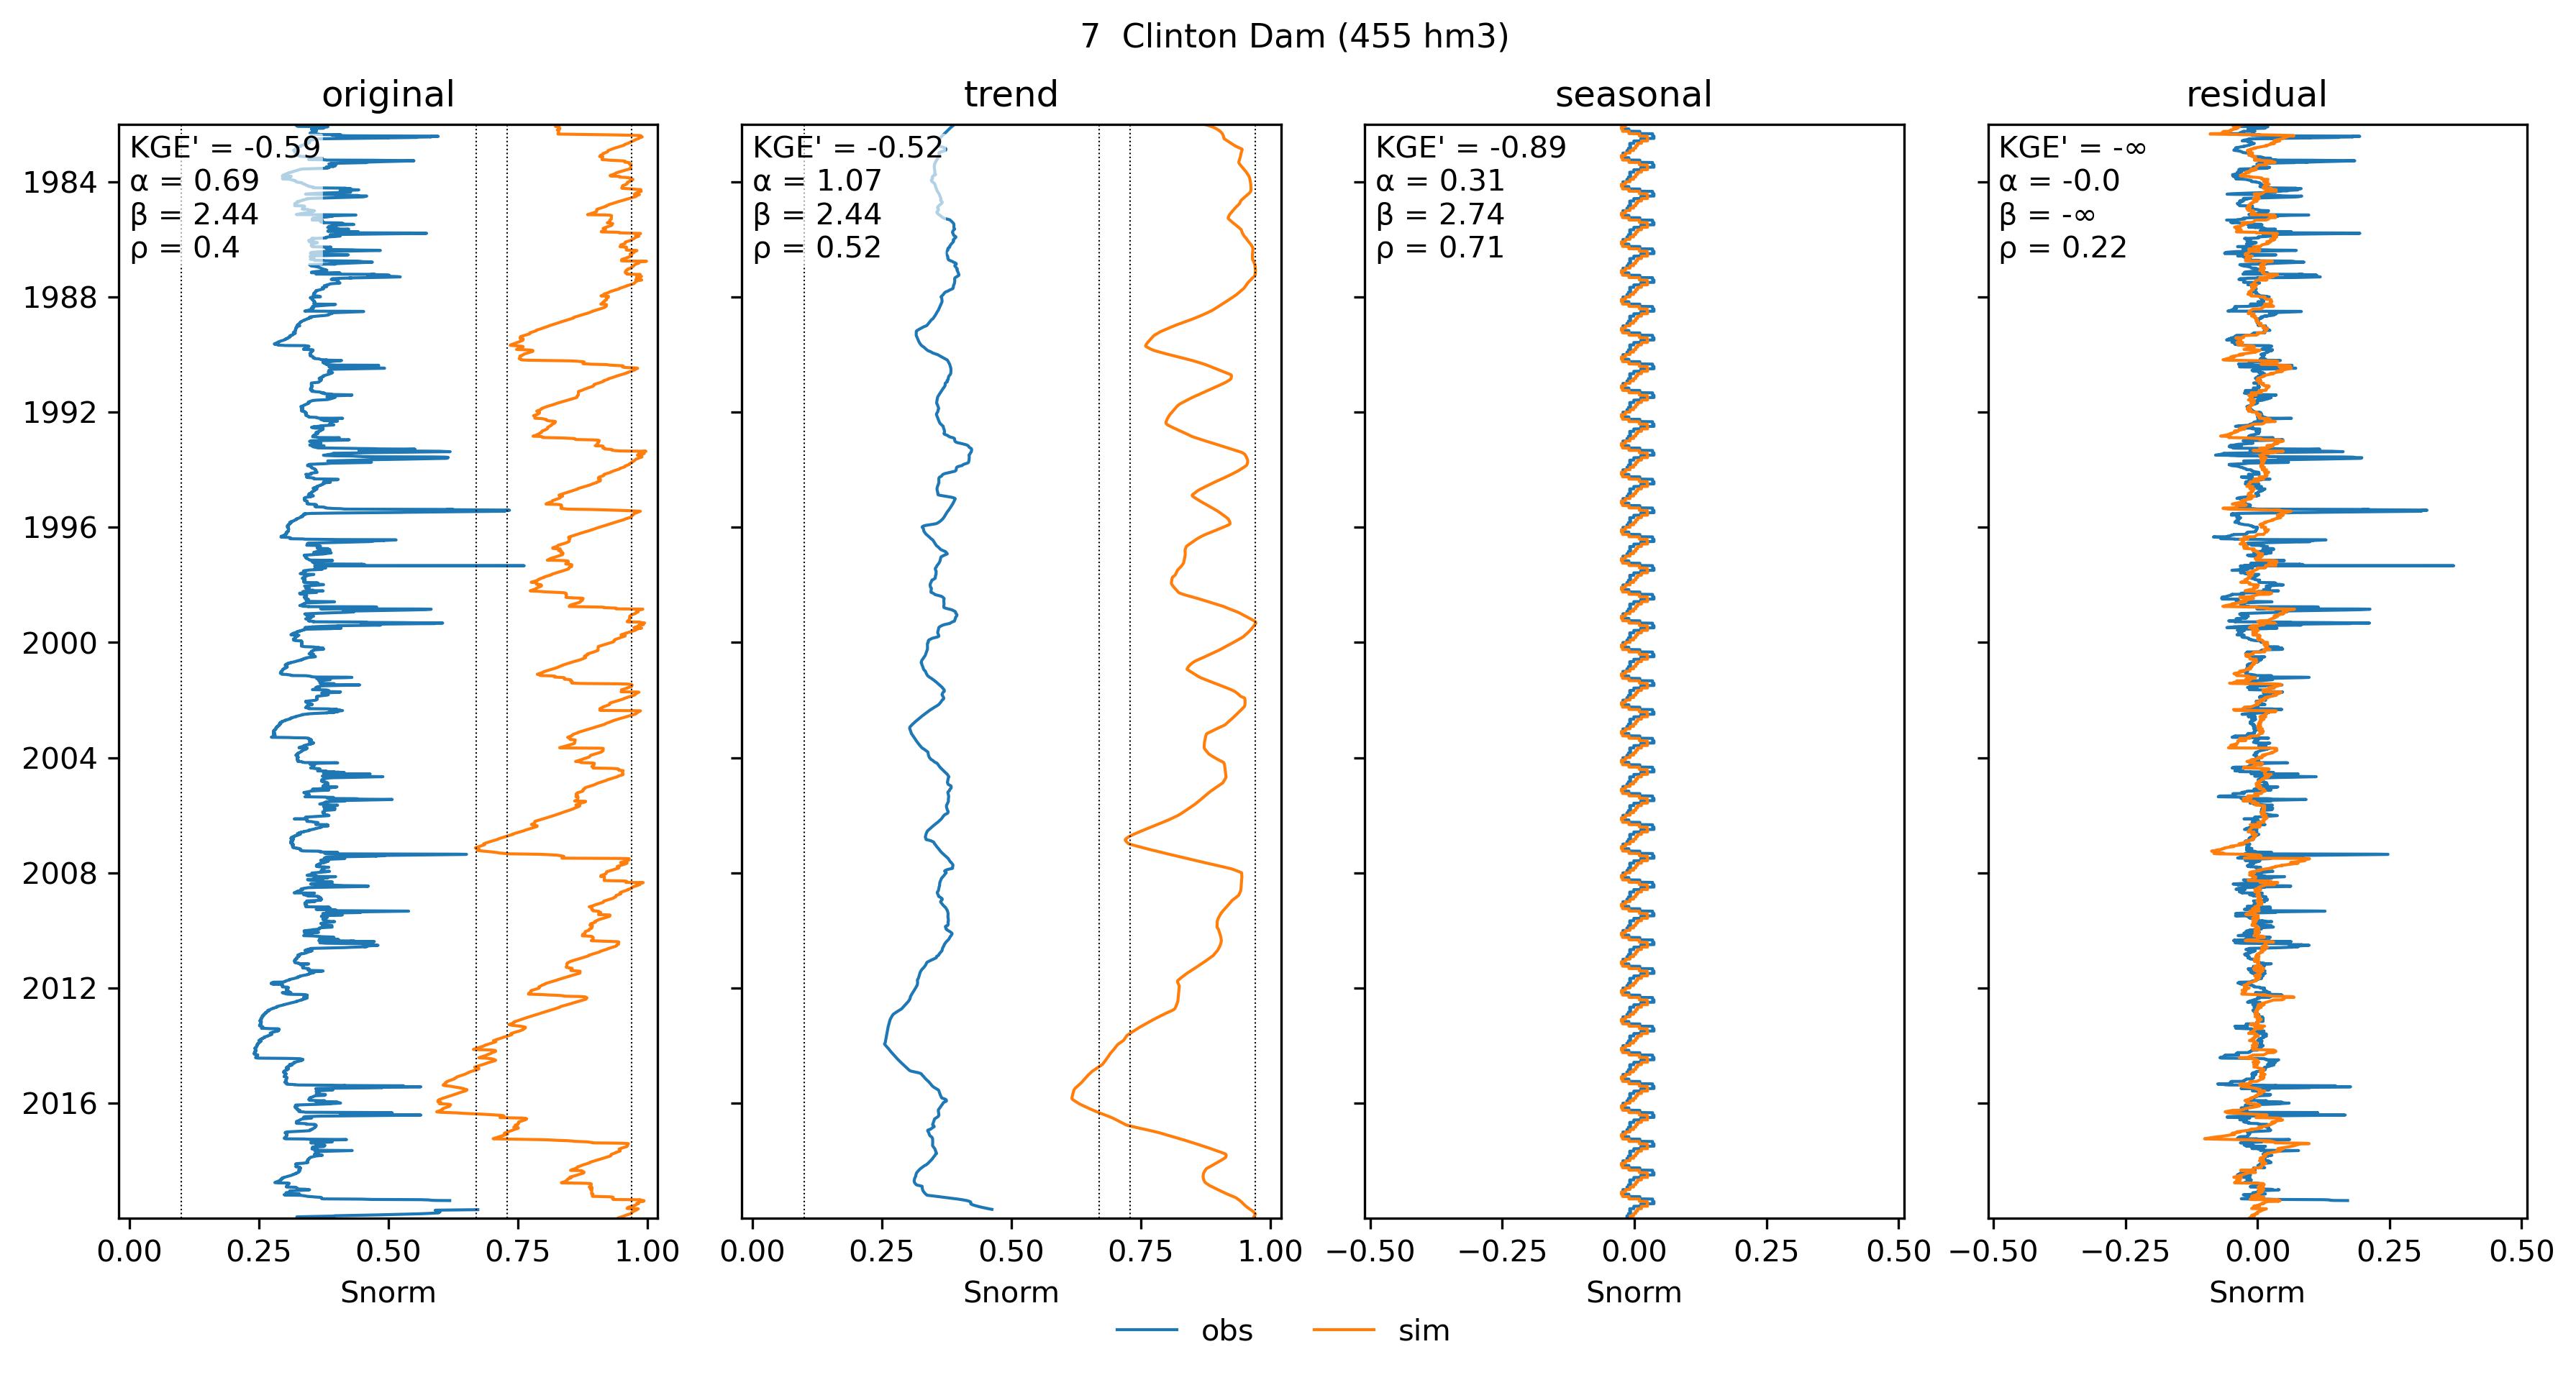 7  Clinton Dam (455 hm3)
original
trend
seasonal
residual
KGE' = -0.59
α = 0.69
β = 2.44
ρ = 0.4
KGE' = -0.52
α = 1.07
β = 2.44
ρ = 0.52
KGE' = -0.89
α = 0.31
β = 2.74
ρ = 0.71
KGE' = -∞
α = -0.0
β = -∞
ρ = 0.22
1984
1988
1992
1996
2000
2004
2008
2012
2016
0.00 0.25 0.50 0.75 1.00
0.00 0.25 0.50 0.75 1.00
−0.50 −0.25 0.00 0.25 0.50
−0.50 −0.25 0.00 0.25 0.50
Snorm
Snorm
Snorm
Snorm
obs
sim